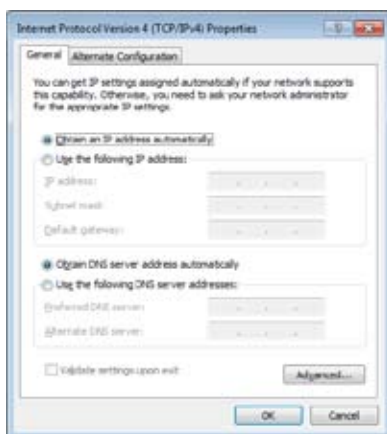 Internet Protocol Version 4 (TCP/IPv4) Properties
General Alternate Configuration
You can get IP settings assigned automatically if your network supports
this capability. Otherwise, you need to ask your network administrator
for the appropriate IP settings.
Obtain an IP address automatically
Use the following IP address:
IP address:
Subnet mask:
Default gateway:
Obtain DNS server address automatically
Use the following DNS server addresses:
Preferred DNS server:
Alternate DNS server:
Validate settings upon exit
Advanced...
OK Cancel